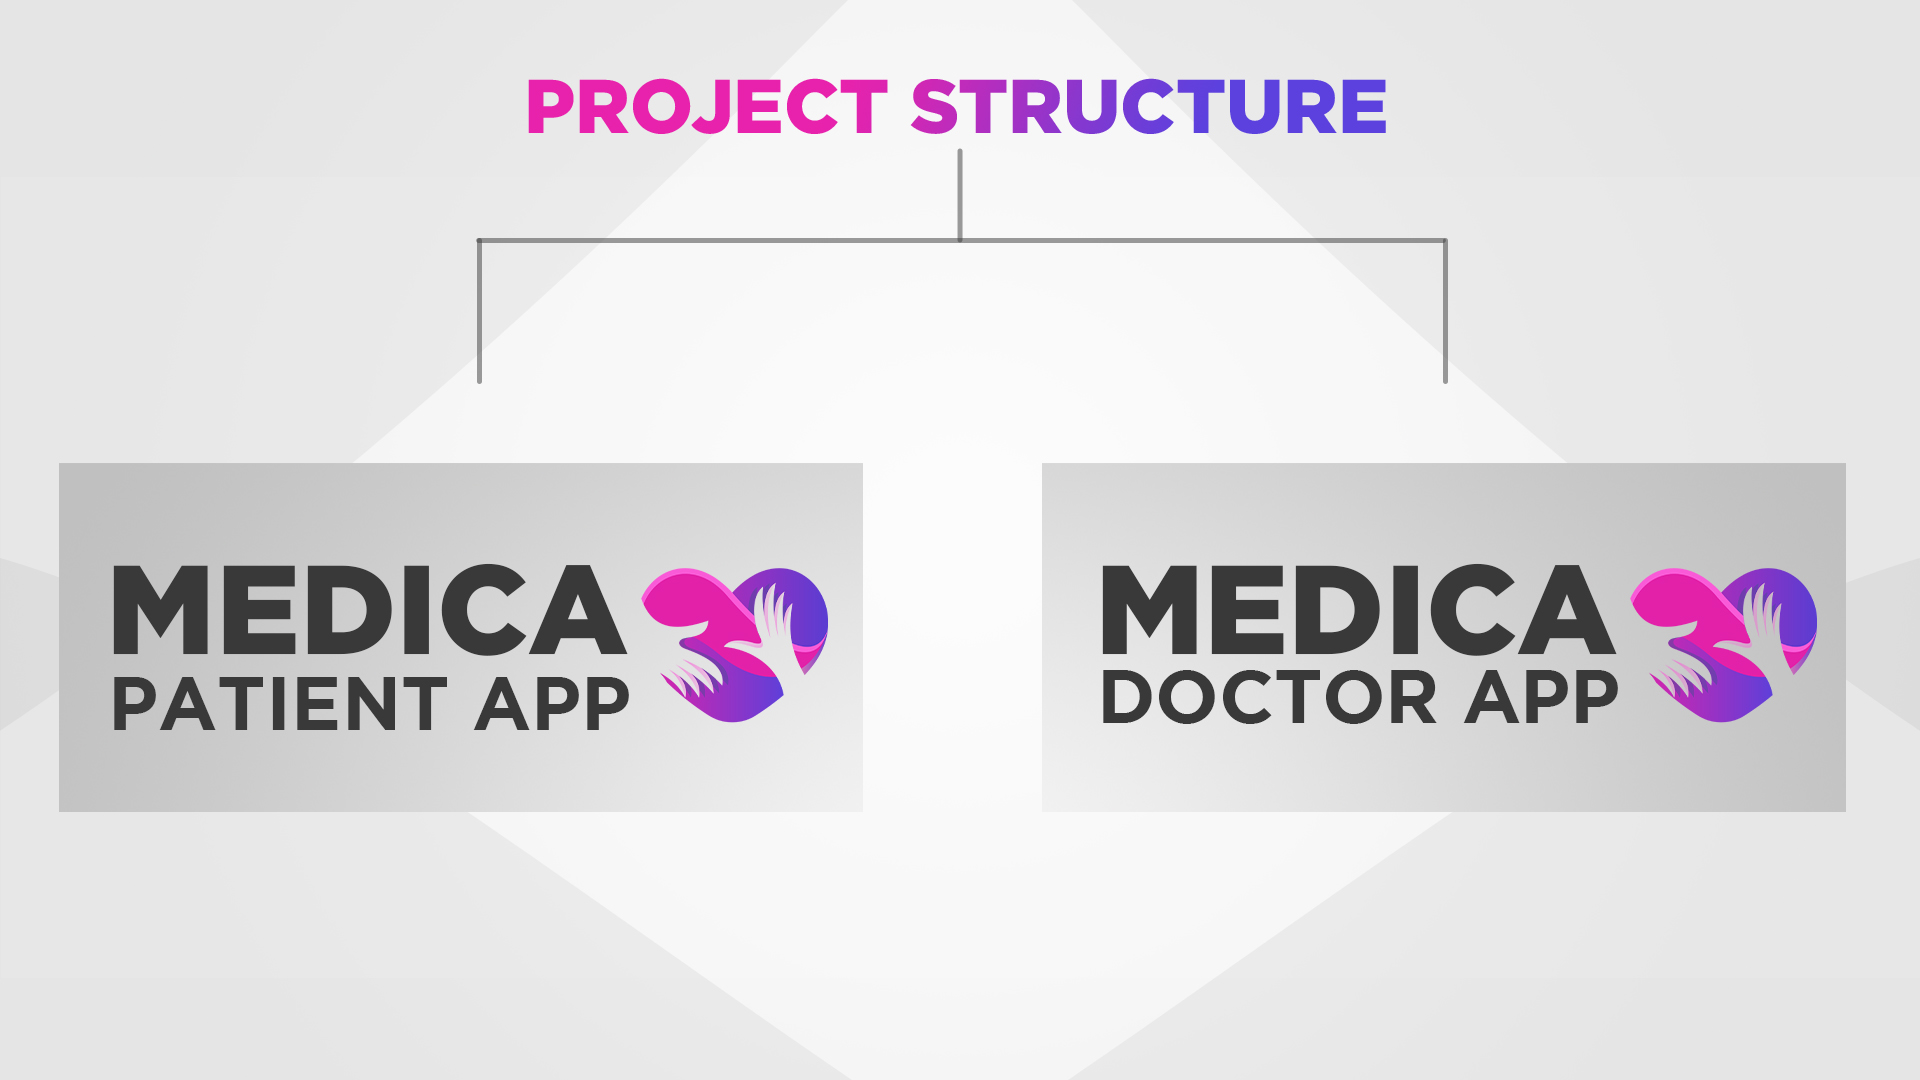 PROJECT STRUCTURE
MEDICA
PATIENT APP
MEDICA
DOCTOR APP